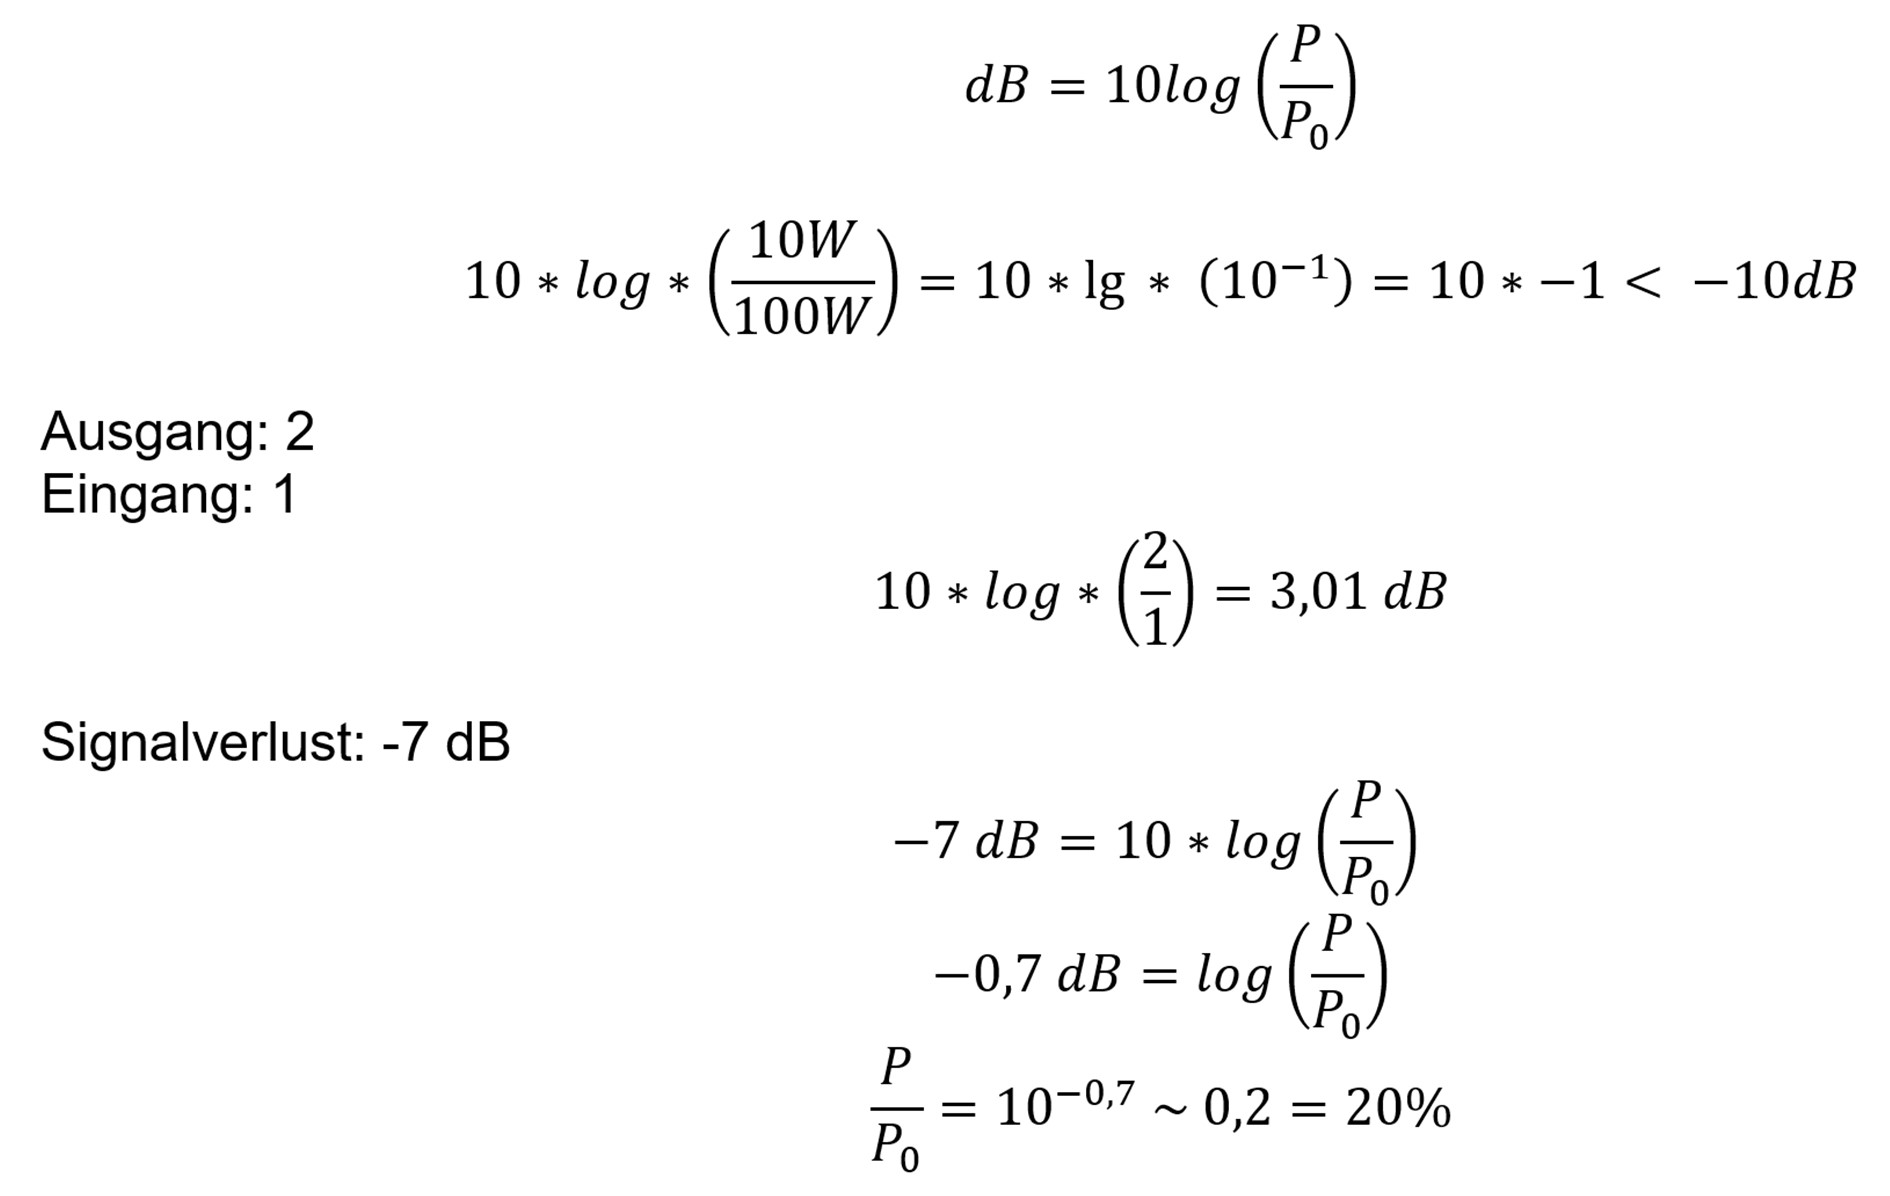 dB = 10log(P/P₀)
10 * log * (10W/100W) = 10 * lg * (10⁻¹) = 10 * −1 < −10dB
Ausgang: 2
Eingang: 1
10 * log * (2/1) = 3,01 dB
Signalverlust: -7 dB
−7 dB = 10 * log(P/P₀)
−0,7 dB = log(P/P₀)
P/P₀ = 10^−0,7 ~ 0,2 = 20%